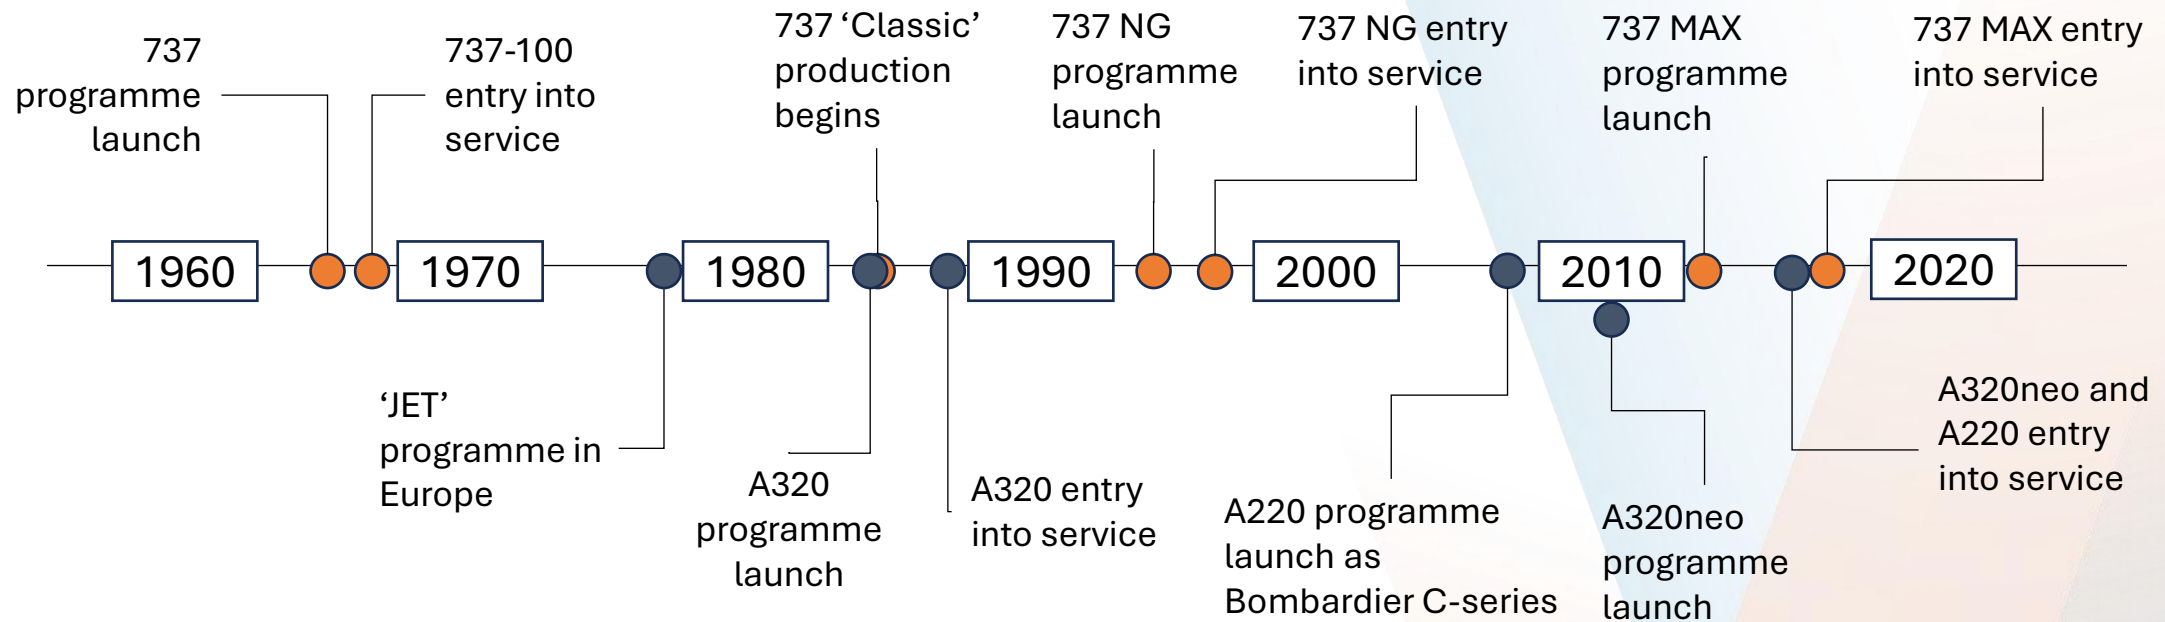 737
programme
launch
737-100
entry into
service
737 ‘Classic’
production
begins
737 NG
programme
launch
737 NG entry
into service
737 MAX
programme
launch
737 MAX entry
into service
1960
1970
1980
1990
2000
2010
2020
‘JET’
programme in
Europe
A320
programme
launch
A320 entry
into service
A220 programme
launch as
Bombardier C-series
A320neo
programme
launch
A320neo and
A220 entry
into service